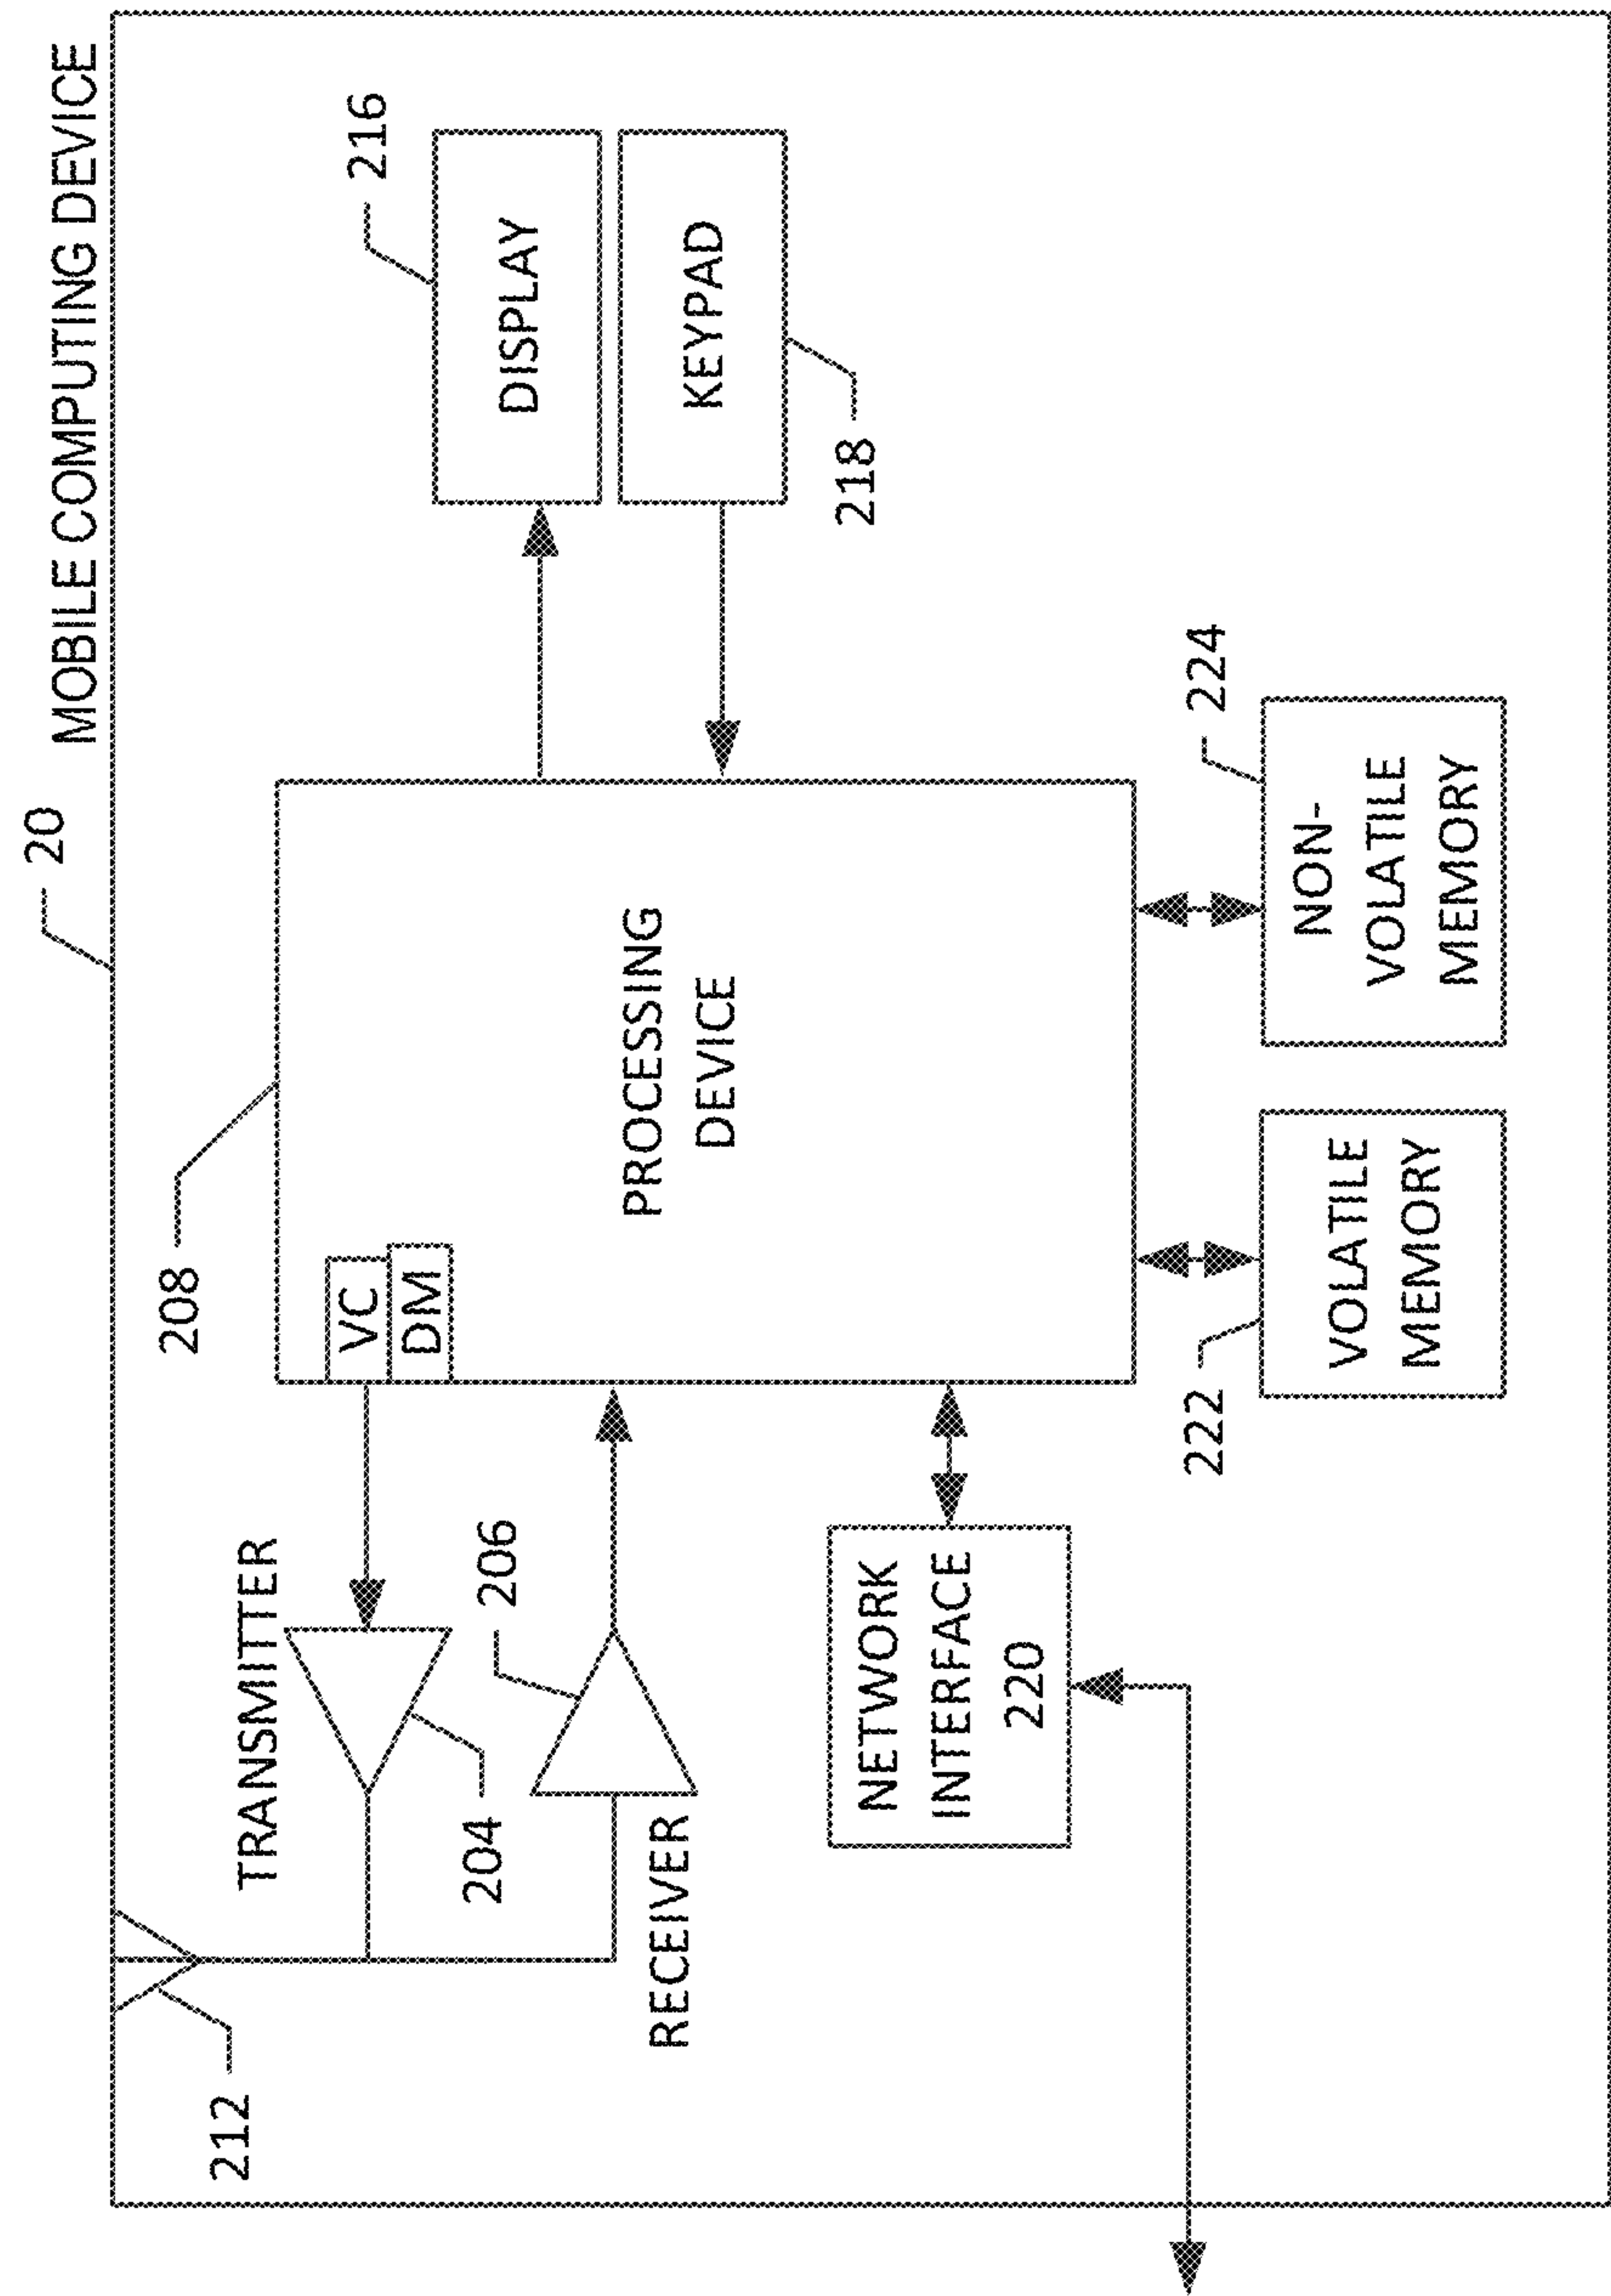 20
MOBILE COMPUTING DEVICE
212
TRANSMITTER
204
206
RECEIVER
208
VC
DM
PROCESSING
DEVICE
216
DISPLAY
KEYPAD
218
NETWORK
INTERFACE
220
222
VOLATILE
MEMORY
224
NON-
VOLATILE
MEMORY